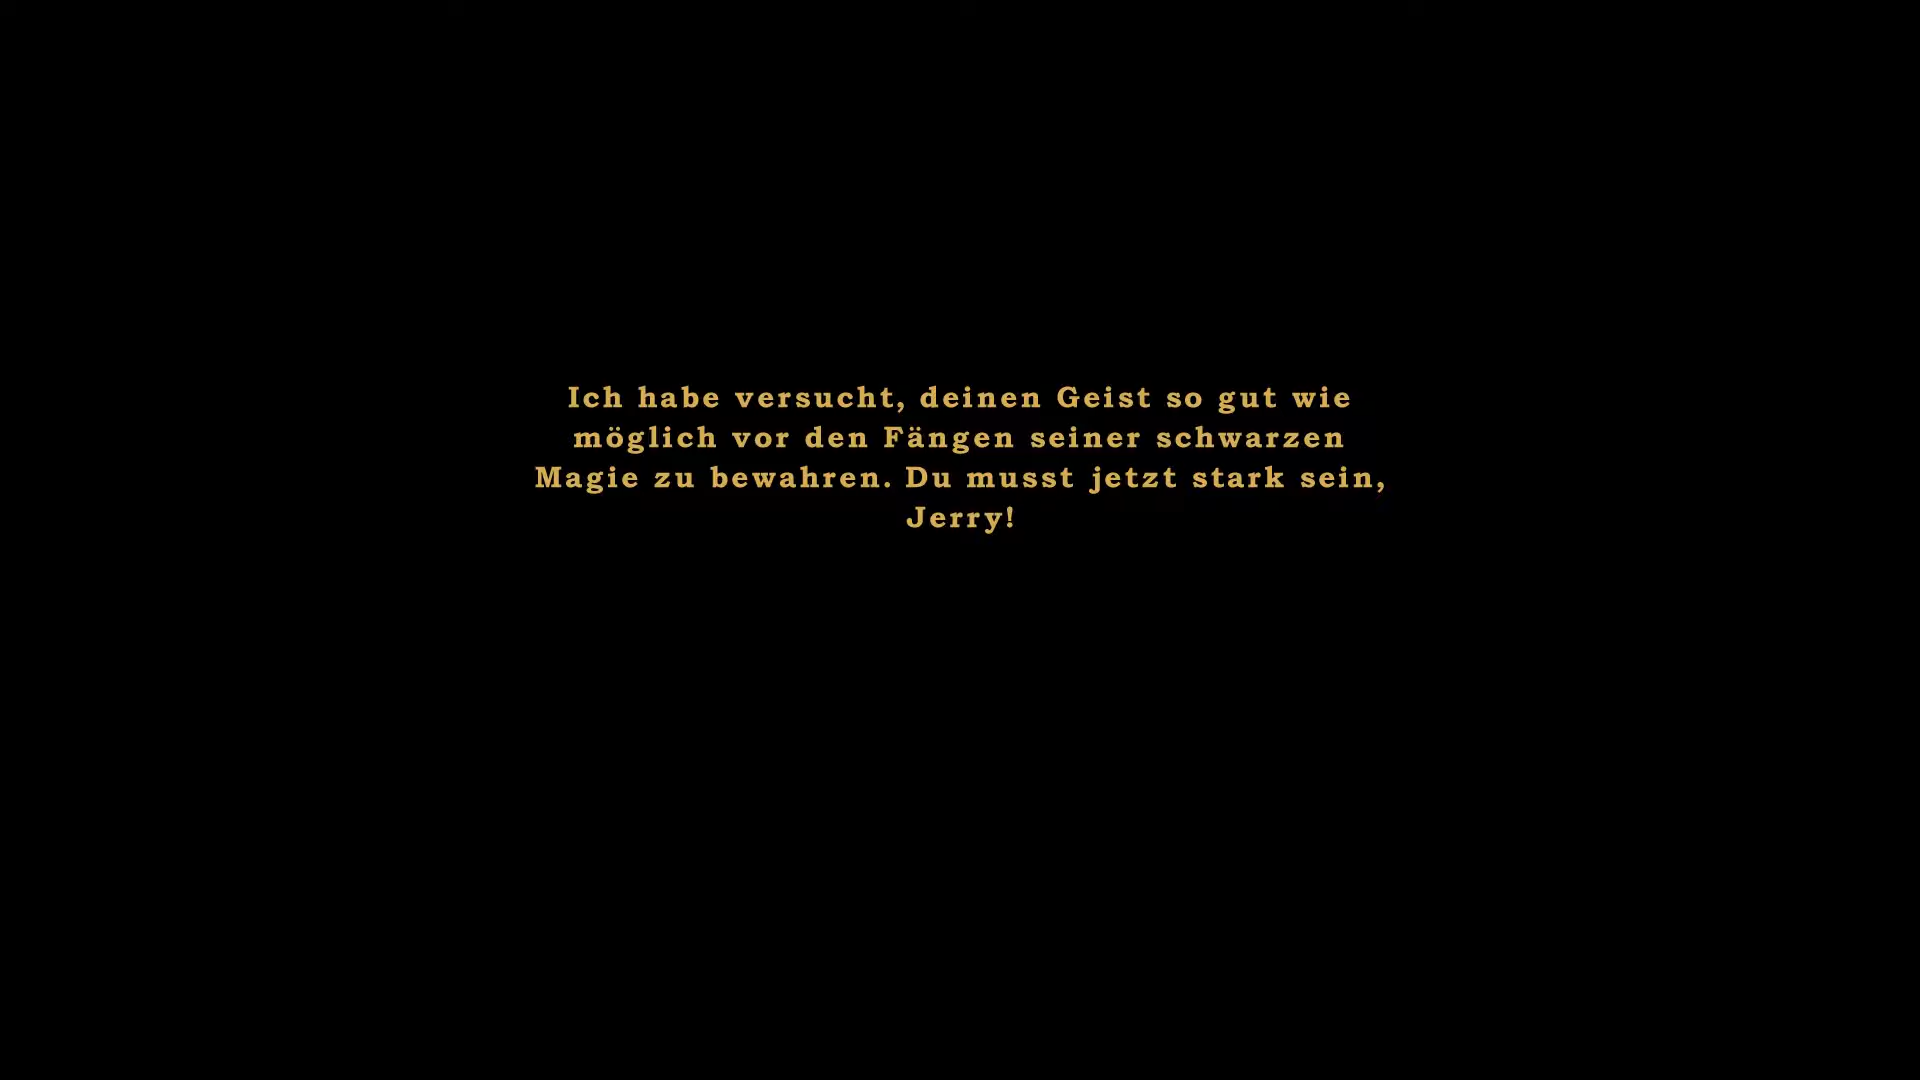 Ich habe versucht, deinen Geist so gut wie
möglich vor den Fängen seiner schwarzen
Magie zu bewahren. Du musst jetzt stark sein,
Jerry!